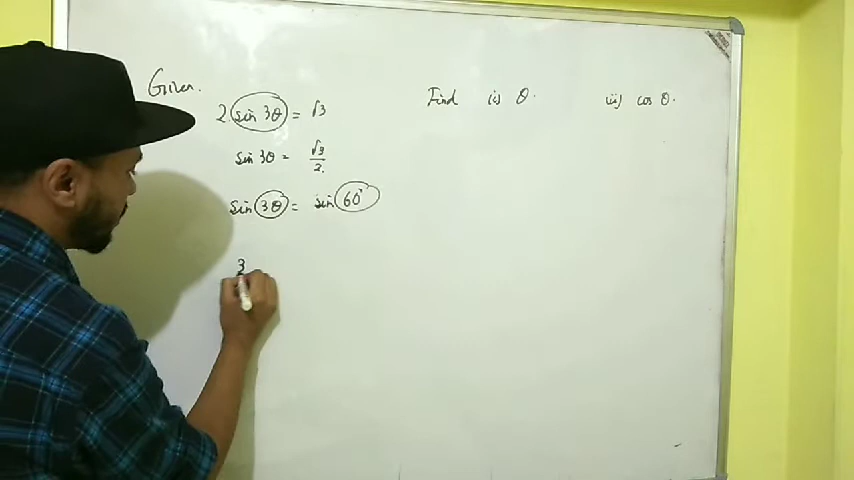 Given.
2 sin 3θ = √3
Find (i) θ. (ii) cos θ.
sin 3θ = √3/2.
sin 3θ = sin 60°
3